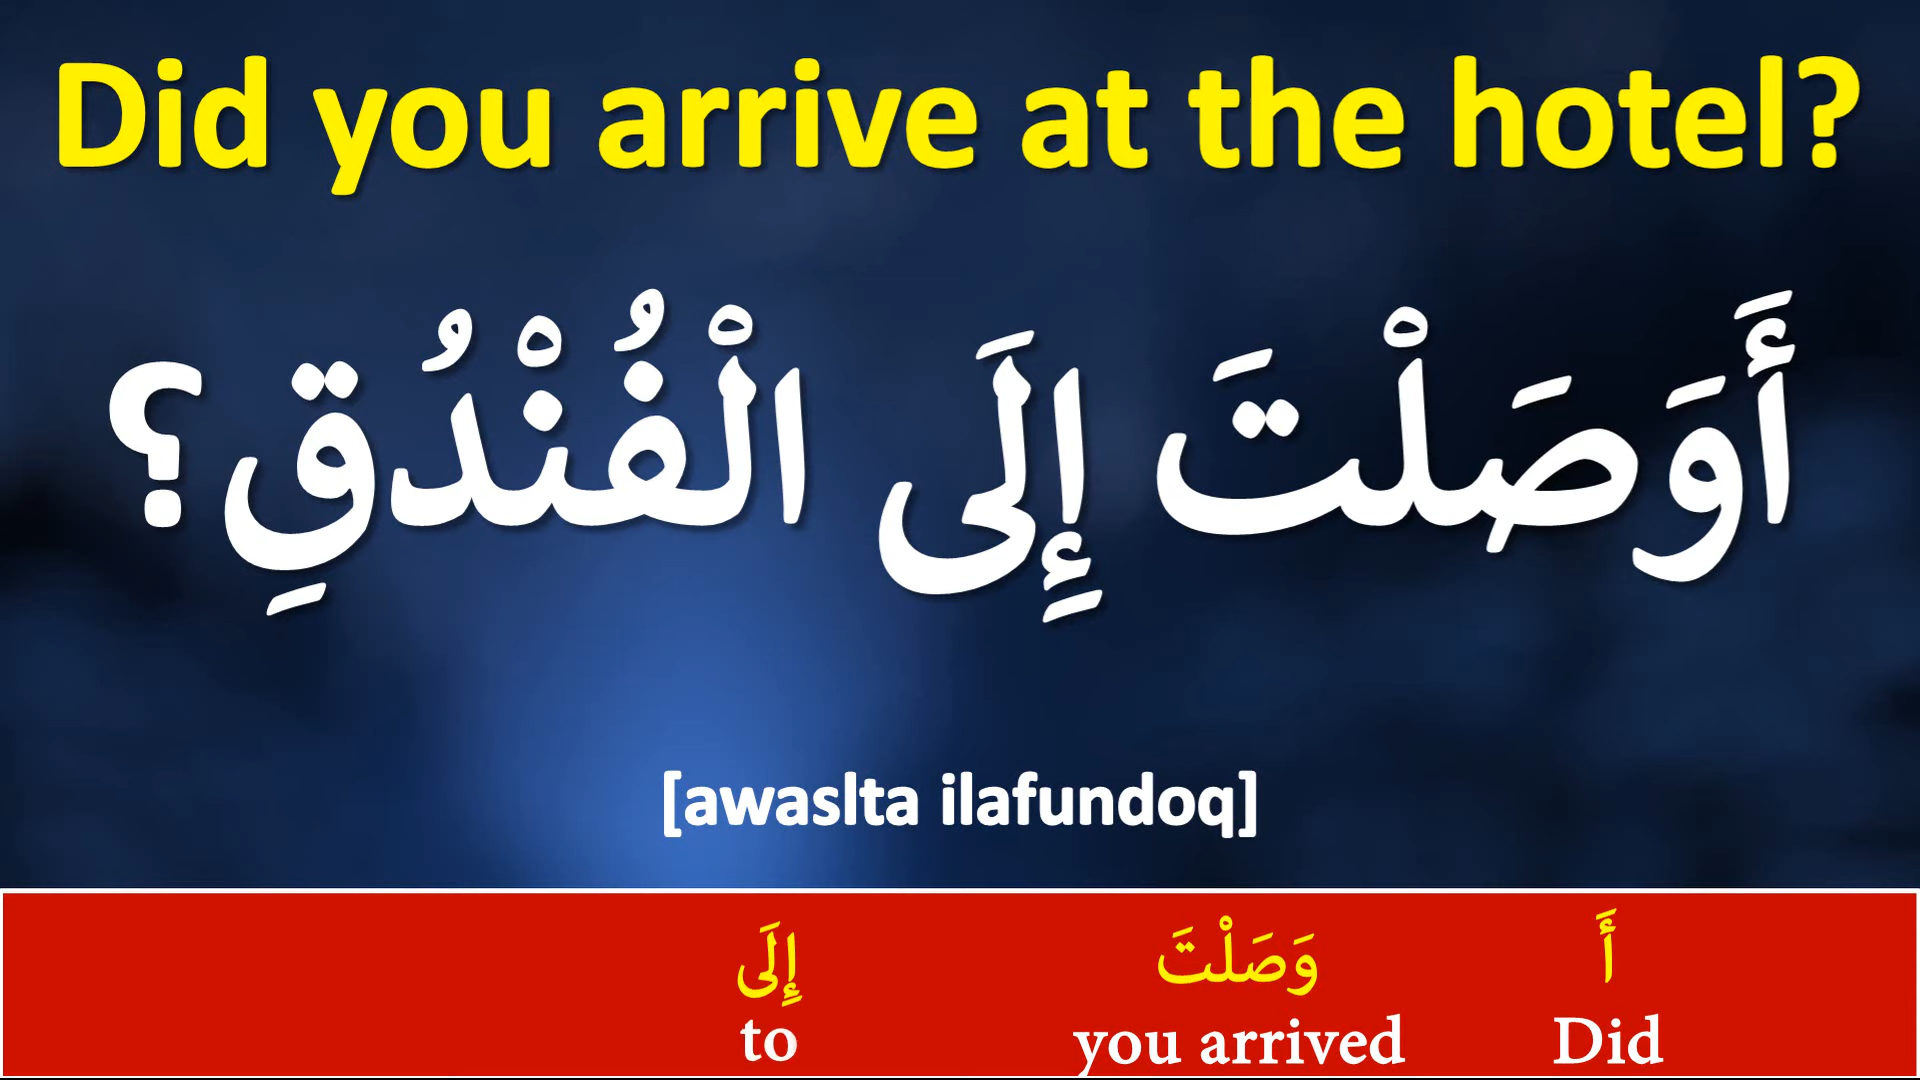 Did you arrive at the hotel?
أَوَصَلْتَ إِلَى الْفُنْدُقِ؟
[awaslta ilafundoq]
أَ وَصَلْتَ إِلَى
Did you arrived to